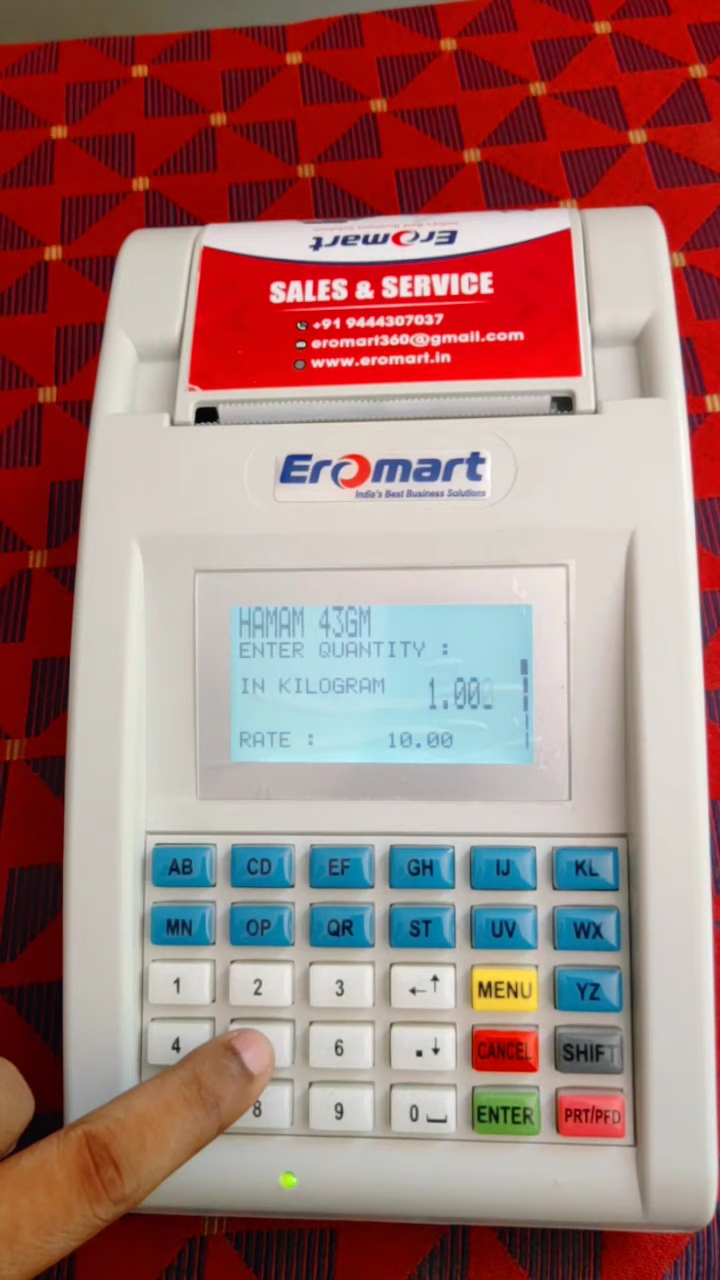 Eromart
SALES & SERVICE
+91 9444307037
eromart360@gmail.com
www.eromart.in
Eromart
India's Best Business Solutions
HAMAM 43GM
ENTER QUANTITY :
IN KILOGRAM 1.000
RATE : 10.00
AB CD EF GH IJ KL
MN OP QR ST UV WX
1 2 3 ←↑ MENU YZ
4 6 .↓ CANCEL SHIFT
8 9 0 ENTER PRT/PFD